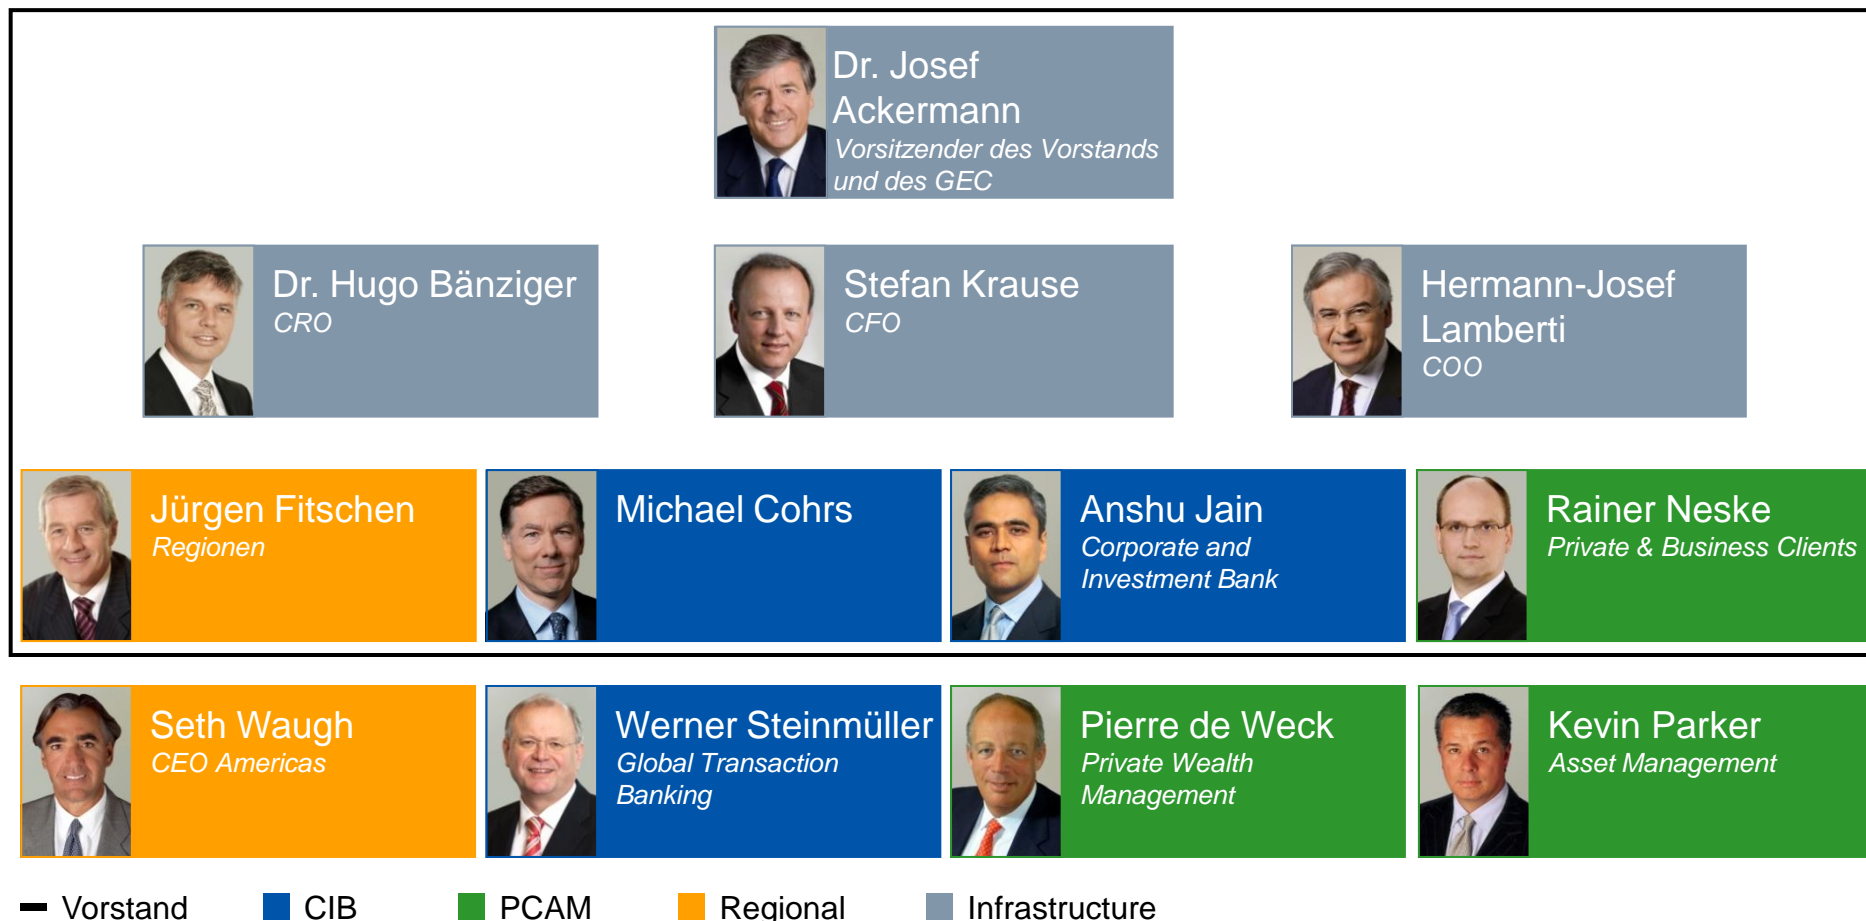 Dr. Josef
Ackermann
Vorsitzender des Vorstands
und des GEC
Dr. Hugo Bänziger
CRO
Stefan Krause
CFO
Hermann-Josef
Lamberti
COO
Jürgen Fitschen
Regionen
Michael Cohrs
Anshu Jain
Corporate and
Investment Bank
Rainer Neske
Private & Business Clients
Seth Waugh
CEO Americas
Werner Steinmüller
Global Transaction
Banking
Pierre de Weck
Private Wealth
Management
Kevin Parker
Asset Management
Vorstand CIB PCAM Regional Infrastructure